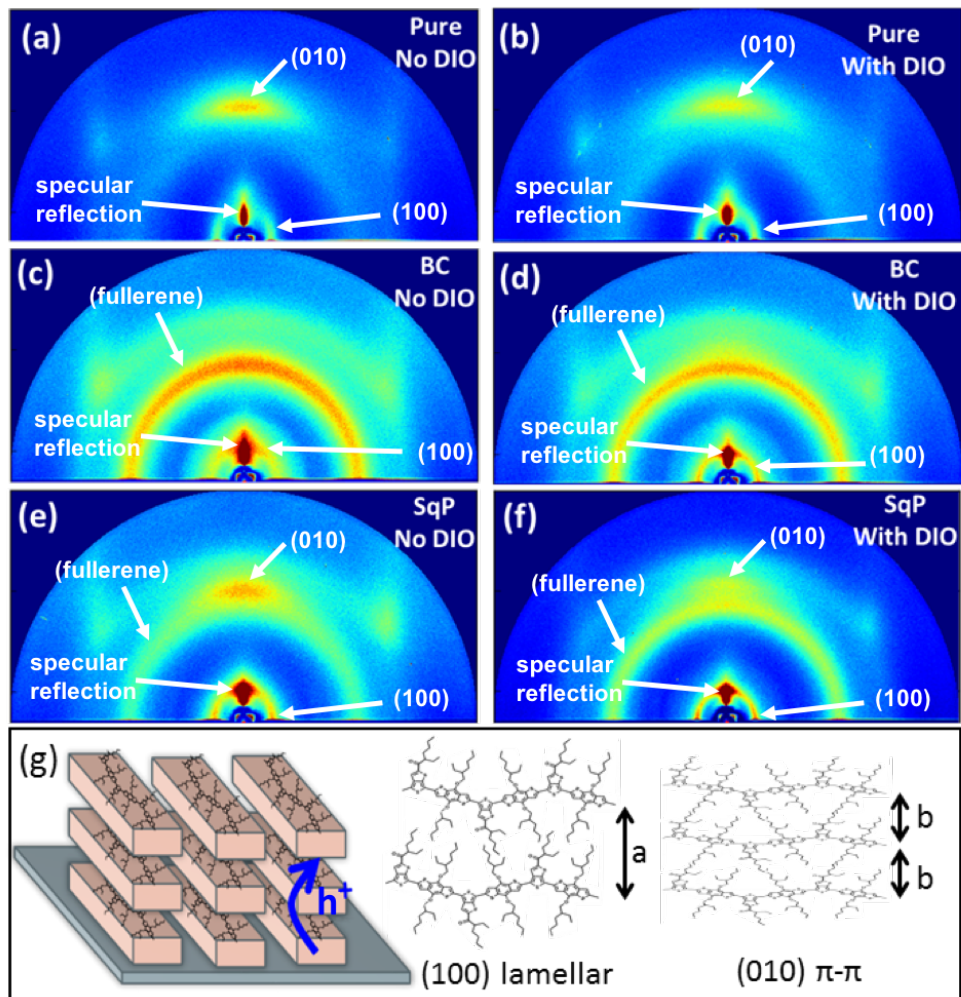 (a)
Pure
No DIO
(010)
specular
reflection
(100)
(b)
Pure
With DIO
(010)
specular
reflection
(100)
(c)
BC
No DIO
(fullerene)
specular
reflection
(100)
(d)
BC
With DIO
(fullerene)
specular
reflection
(100)
(e)
SqP
No DIO
(010)
(fullerene)
specular
reflection
(100)
(f)
SqP
With DIO
(010)
(fullerene)
specular
reflection
(100)
(g)
h+
a
b
b
(100) lamellar
(010) π-π